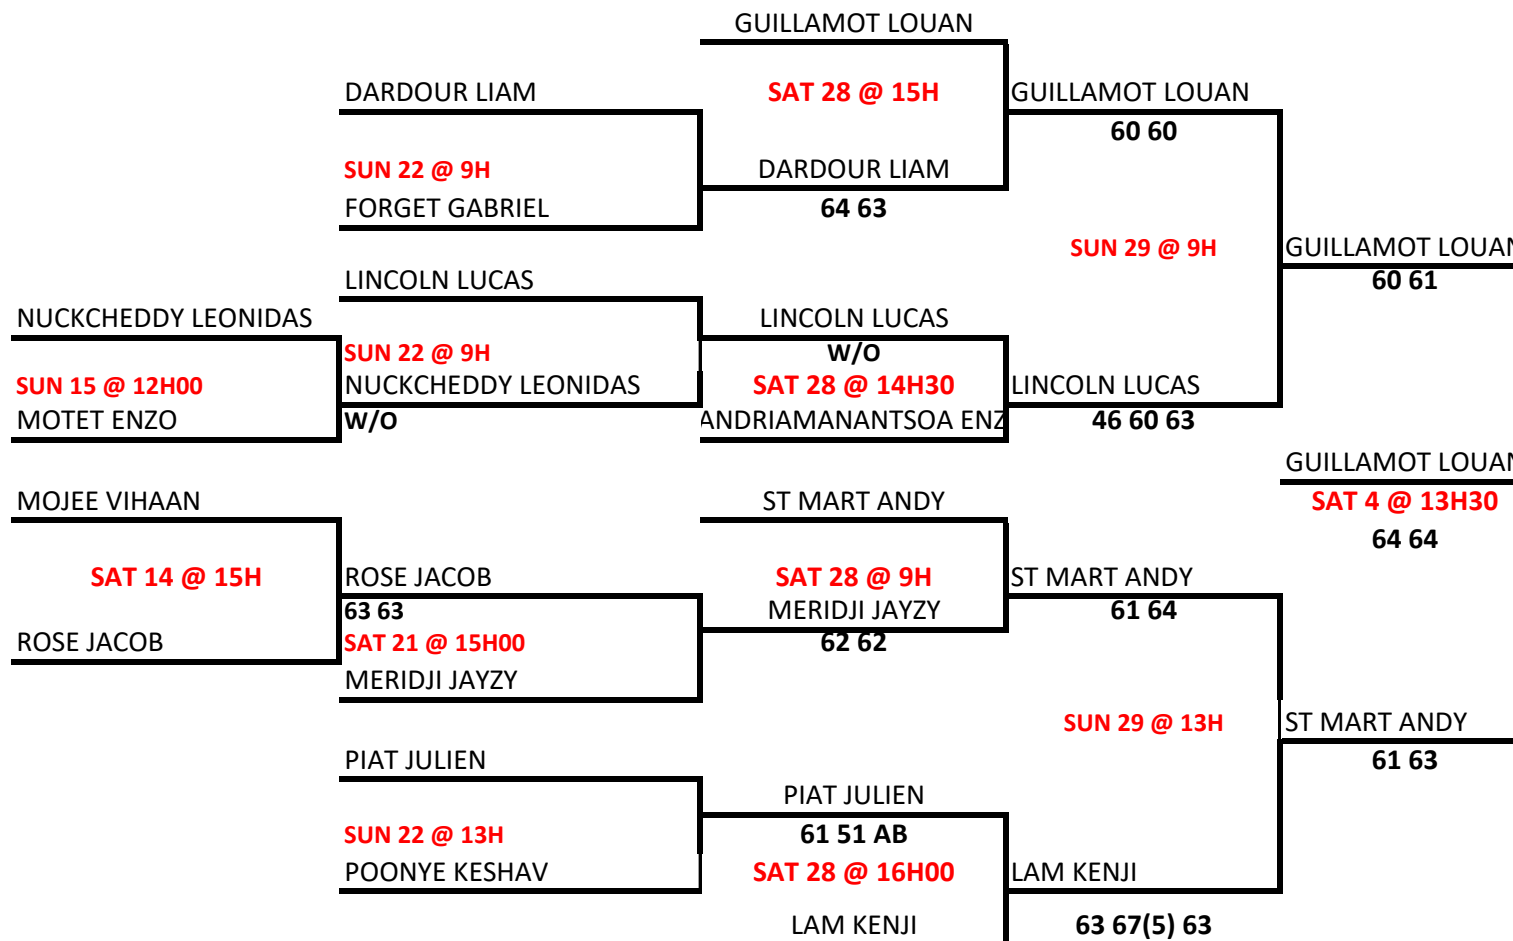 GUILLAMOT LOUAN
DARDOUR LIAM
SAT 28 @ 15H
GUILLAMOT LOUAN
60 60
SUN 22 @ 9H
DARDOUR LIAM
FORGET GABRIEL
64 63
SUN 29 @ 9H
GUILLAMOT LOUAN
60 61
LINCOLN LUCAS
NUCKCHEDDY LEONIDAS
LINCOLN LUCAS
SUN 22 @ 9H
W/O
SUN 15 @ 12H00
NUCKCHEDDY LEONIDAS
SAT 28 @ 14H30
LINCOLN LUCAS
MOTET ENZO
W/O
ANDRIAMANANTSOA ENZ
46 60 63
GUILLAMOT LOUAN
MOJEE VIHAAN
ST MART ANDY
SAT 4 @ 13H30
64 64
SAT 14 @ 15H
ROSE JACOB
SAT 28 @ 9H
ST MART ANDY
63 63
MERIDJI JAYZY
61 64
ROSE JACOB
SAT 21 @ 15H00
62 62
MERIDJI JAYZY
SUN 29 @ 13H
ST MART ANDY
61 63
PIAT JULIEN
PIAT JULIEN
SUN 22 @ 13H
61 51 AB
POONYE KESHAV
SAT 28 @ 16H00
LAM KENJI
LAM KENJI
63 67(5) 63